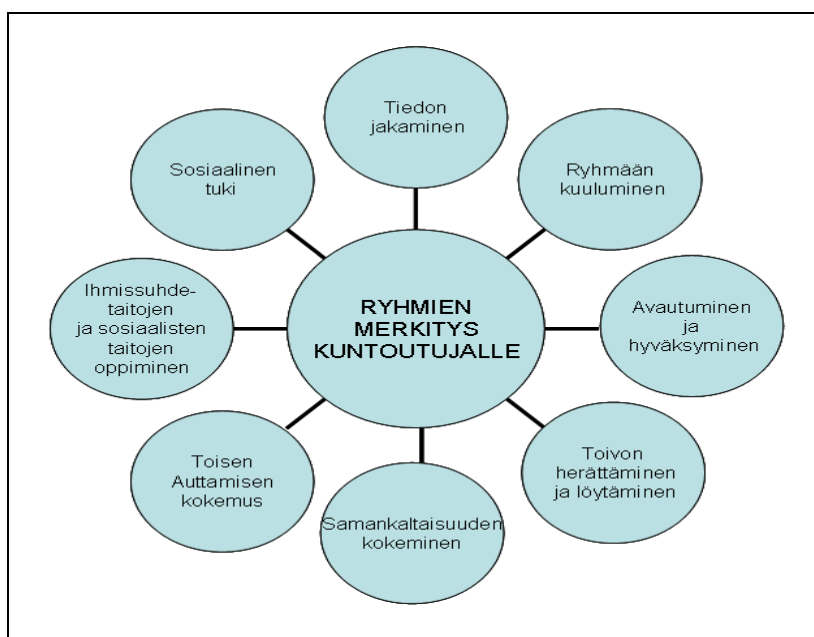 Tiedon
jakaminen
Sosiaalinen
tuki
Ryhmään
kuuluminen
Ihmissuhde-
taitojen
ja sosiaalisten
taitojen
oppiminen
RYHMIEN
MERKITYS
KUNTOUTUJALLE
Avautuminen
ja
hyväksyminen
Toisen
Auttamisen
kokemus
Toivon
herättäminen
ja löytäminen
Samankaltaisuuden
kokeminen